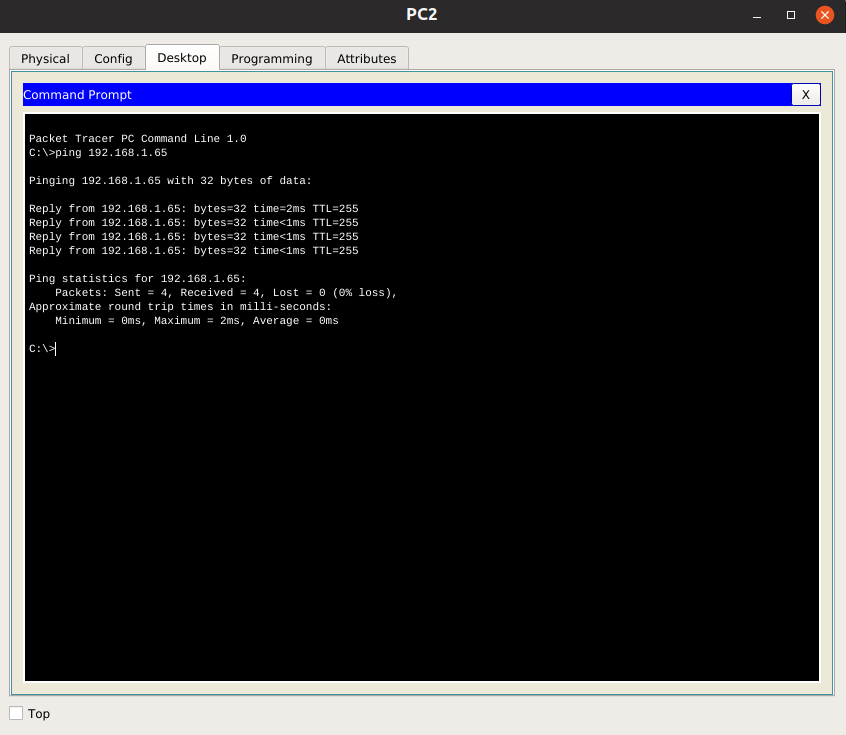 PC2
Physical Config Desktop Programming Attributes
Command Prompt X
Packet Tracer PC Command Line 1.0
C:\>ping 192.168.1.65
Pinging 192.168.1.65 with 32 bytes of data:
Reply from 192.168.1.65: bytes=32 time=2ms TTL=255
Reply from 192.168.1.65: bytes=32 time<1ms TTL=255
Reply from 192.168.1.65: bytes=32 time<1ms TTL=255
Reply from 192.168.1.65: bytes=32 time<1ms TTL=255
Ping statistics for 192.168.1.65:
Packets: Sent = 4, Received = 4, Lost = 0 (0% loss),
Approximate round trip times in milli-seconds:
Minimum = 0ms, Maximum = 2ms, Average = 0ms
C:\>
Top